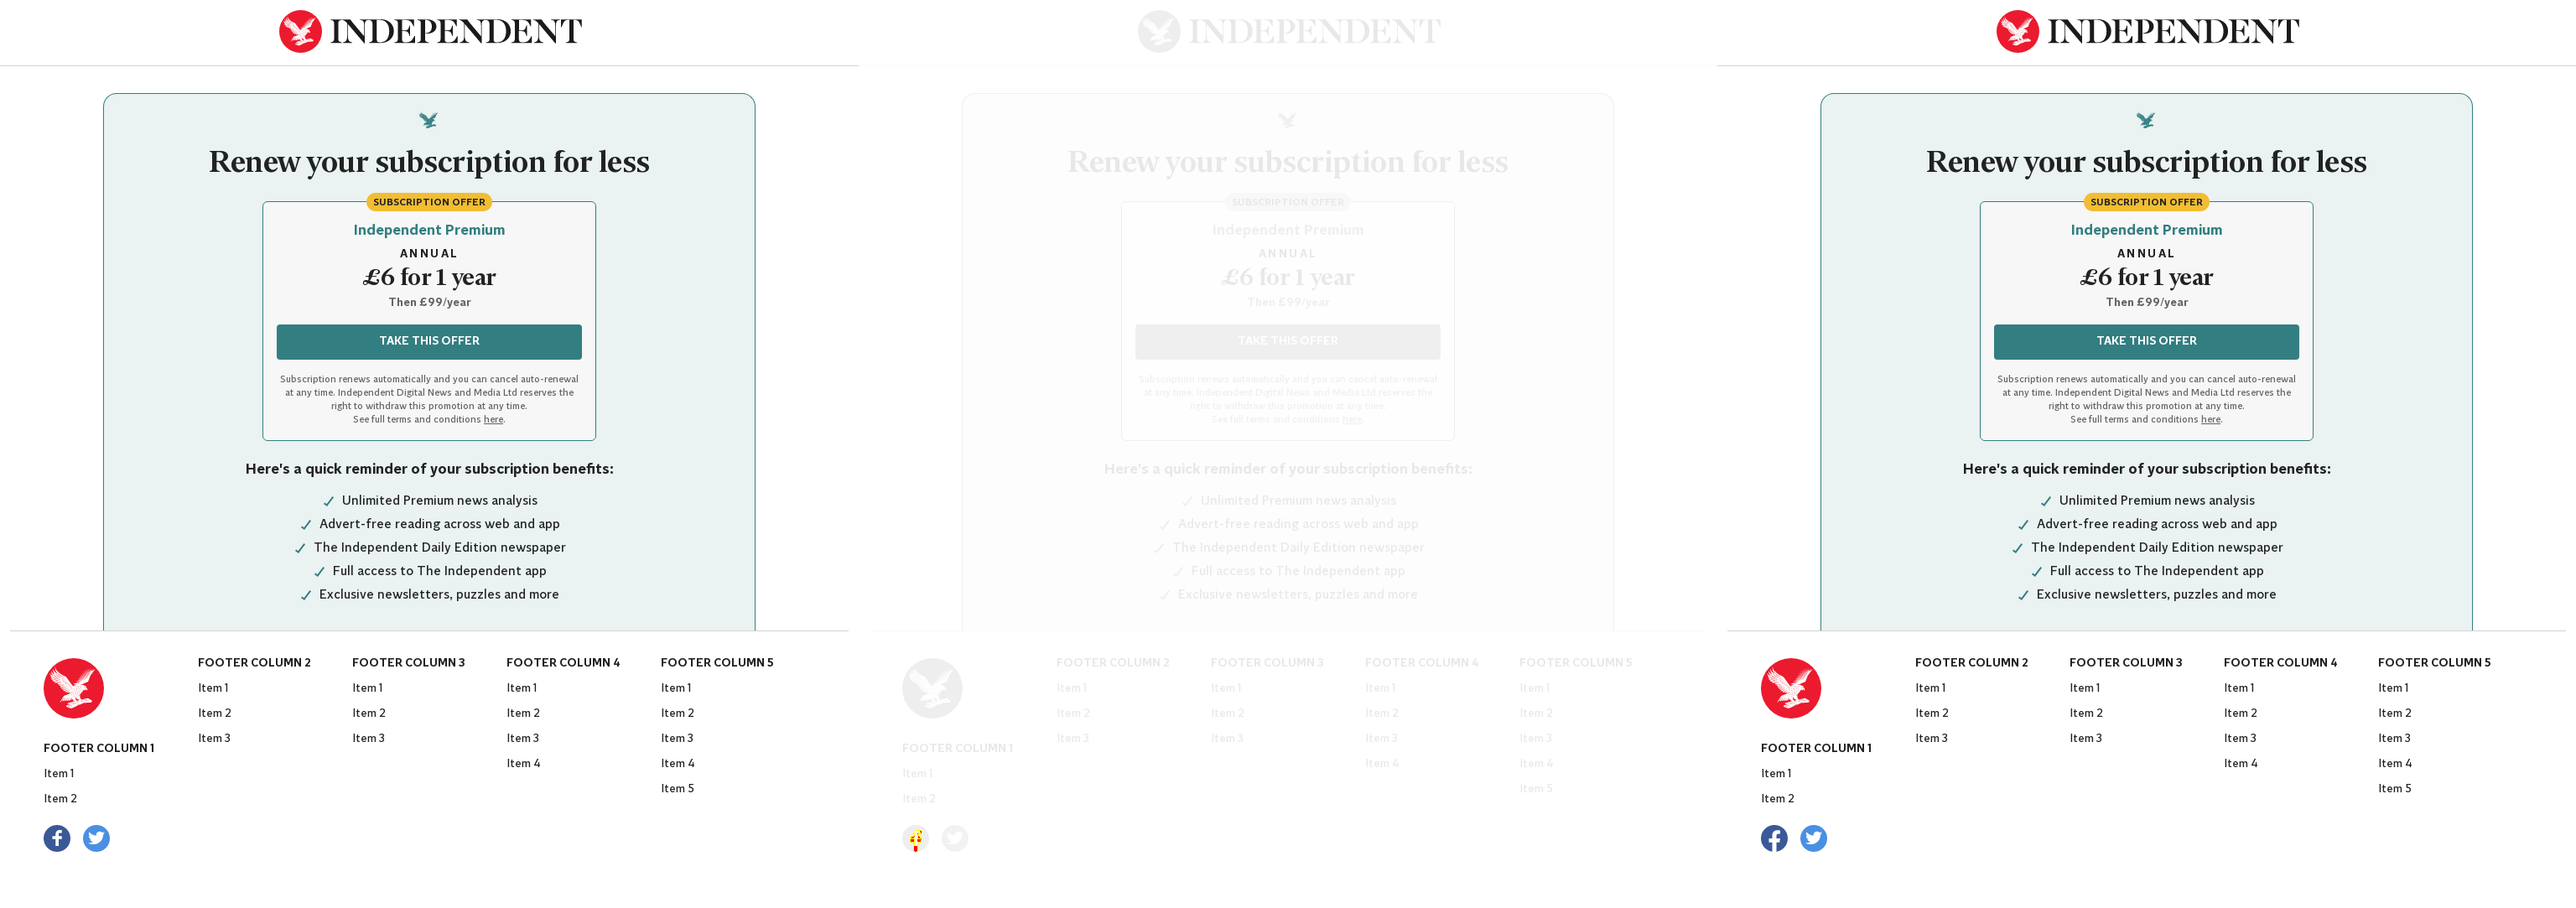 INDEPENDENT
Renew your subscription for less
SUBSCRIPTION OFFER
Independent Premium
ANNUAL
£6 for 1 year
Then £99/year
TAKE THIS OFFER
Subscription renews automatically and you can cancel auto-renewal
at any time. Independent Digital News and Media Ltd reserves the
right to withdraw this promotion at any time.
See full terms and conditions here.
Here's a quick reminder of your subscription benefits:
Unlimited Premium news analysis
Advert-free reading across web and app
The Independent Daily Edition newspaper
Full access to The Independent app
Exclusive newsletters, puzzles and more
FOOTER COLUMN 1
Item 1
Item 2
FOOTER COLUMN 2
Item 1
Item 2
Item 3
FOOTER COLUMN 3
Item 1
Item 2
Item 3
FOOTER COLUMN 4
Item 1
Item 2
Item 3
Item 4
FOOTER COLUMN 5
Item 1
Item 2
Item 3
Item 4
Item 5
INDEPENDENT
Renew your subscription for less
SUBSCRIPTION OFFER
Independent Premium
ANNUAL
£6 for 1 year
Then £99/year
TAKE THIS OFFER
Subscription renews automatically and you can cancel auto-renewal
at any time. Independent Digital News and Media Ltd reserves the
right to withdraw this promotion at any time.
See full terms and conditions here.
Here's a quick reminder of your subscription benefits:
Unlimited Premium news analysis
Advert-free reading across web and app
The Independent Daily Edition newspaper
Full access to The Independent app
Exclusive newsletters, puzzles and more
FOOTER COLUMN 1
Item 1
Item 2
FOOTER COLUMN 2
Item 1
Item 2
Item 3
FOOTER COLUMN 3
Item 1
Item 2
Item 3
FOOTER COLUMN 4
Item 1
Item 2
Item 3
Item 4
FOOTER COLUMN 5
Item 1
Item 2
Item 3
Item 4
Item 5
INDEPENDENT
Renew your subscription for less
SUBSCRIPTION OFFER
Independent Premium
ANNUAL
£6 for 1 year
Then £99/year
TAKE THIS OFFER
Subscription renews automatically and you can cancel auto-renewal
at any time. Independent Digital News and Media Ltd reserves the
right to withdraw this promotion at any time.
See full terms and conditions here.
Here's a quick reminder of your subscription benefits:
Unlimited Premium news analysis
Advert-free reading across web and app
The Independent Daily Edition newspaper
Full access to The Independent app
Exclusive newsletters, puzzles and more
FOOTER COLUMN 1
Item 1
Item 2
FOOTER COLUMN 2
Item 1
Item 2
Item 3
FOOTER COLUMN 3
Item 1
Item 2
Item 3
FOOTER COLUMN 4
Item 1
Item 2
Item 3
Item 4
FOOTER COLUMN 5
Item 1
Item 2
Item 3
Item 4
Item 5